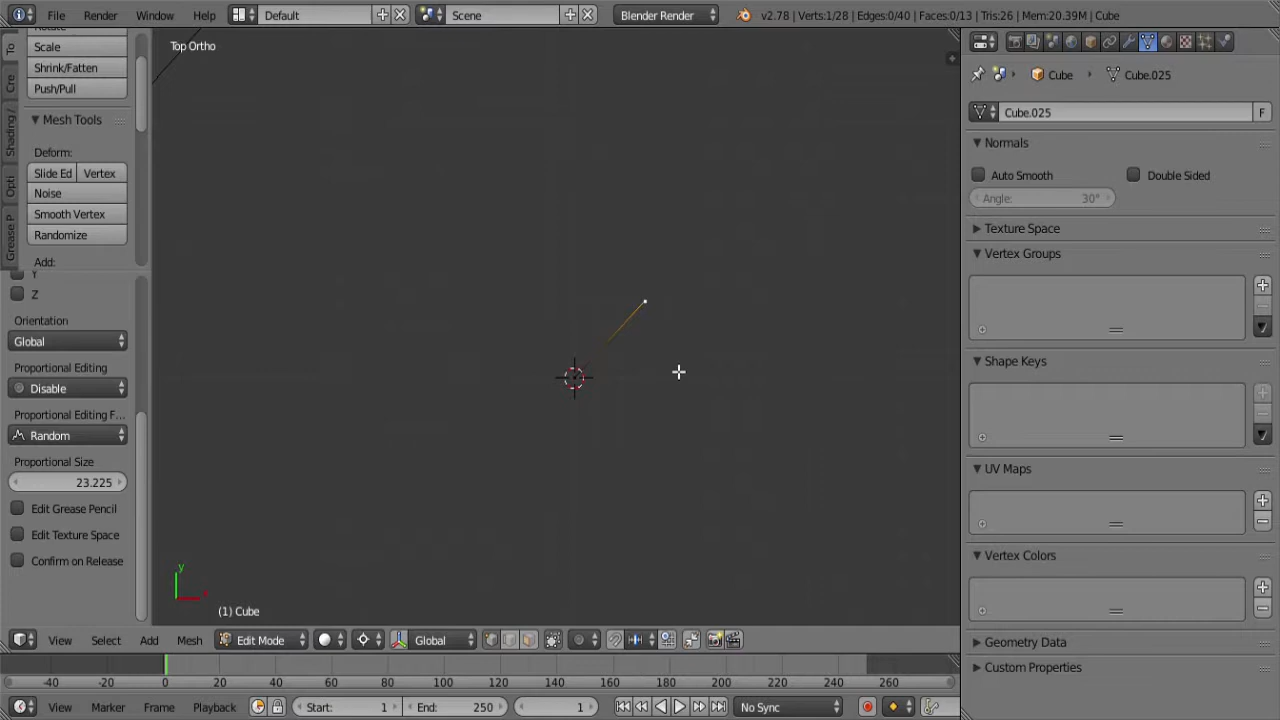 File Render Window Help Default Scene Blender Render v2.78 | Verts:1/28 | Edges:0/40 | Faces:0/13 | Tris:26 | Mem:20.39M | Cube
To
Cre
Shading /
Opti
Grease P
Scale
Shrink/Fatten
Push/Pull
Mesh Tools
Deform:
Slide Ed Vertex
Noise
Smooth Vertex
Randomize
Add:
Y
Z
Orientation
Global
Proportional Editing
Disable
Proportional Editing F...
Random
Proportional Size
23.225
Edit Grease Pencil
Edit Texture Space
Confirm on Release
Top Ortho
y
(1) Cube
View Select Add Mesh Edit Mode Global
-40 -20 0 20 40 60 80 100 120 140 160 180 200 220 240 260
View Marker Frame Playback Start: 1 End: 250 1 No Sync
Cube Cube.025
Cube.025 F
Normals
Auto Smooth Double Sided
Angle: 30°
Texture Space
Vertex Groups
Shape Keys
UV Maps
Vertex Colors
Geometry Data
Custom Properties